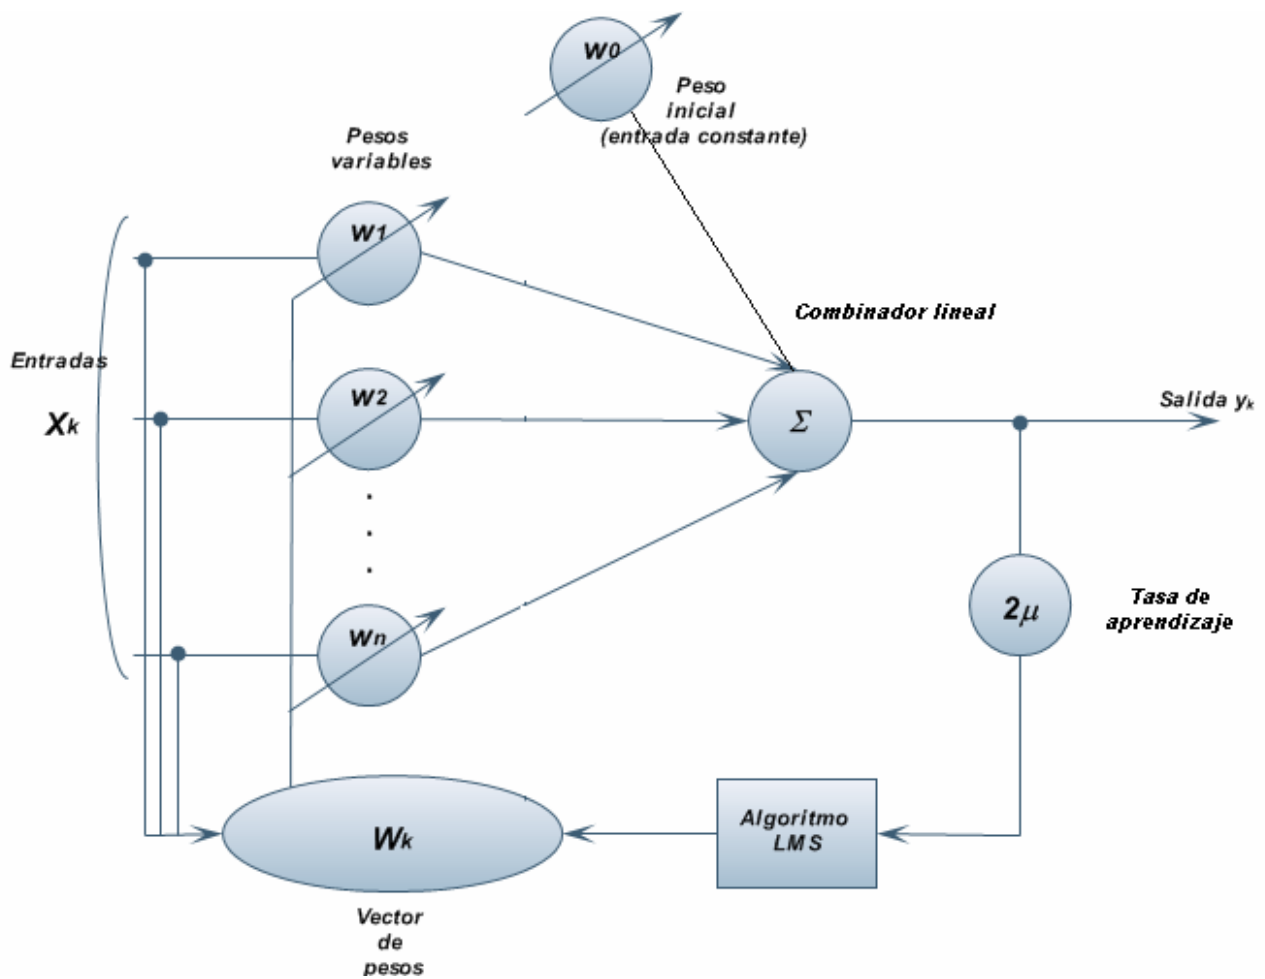 w0
Peso
inicial
(entrada constante)
Pesos
variables
w1
Combinador lineal
Entradas
Xk
w2
Σ
Salida yk
.
.
.
wn
2μ
Tasa de
aprendizaje
Wk
Algoritmo
LMS
Vector
de
pesos